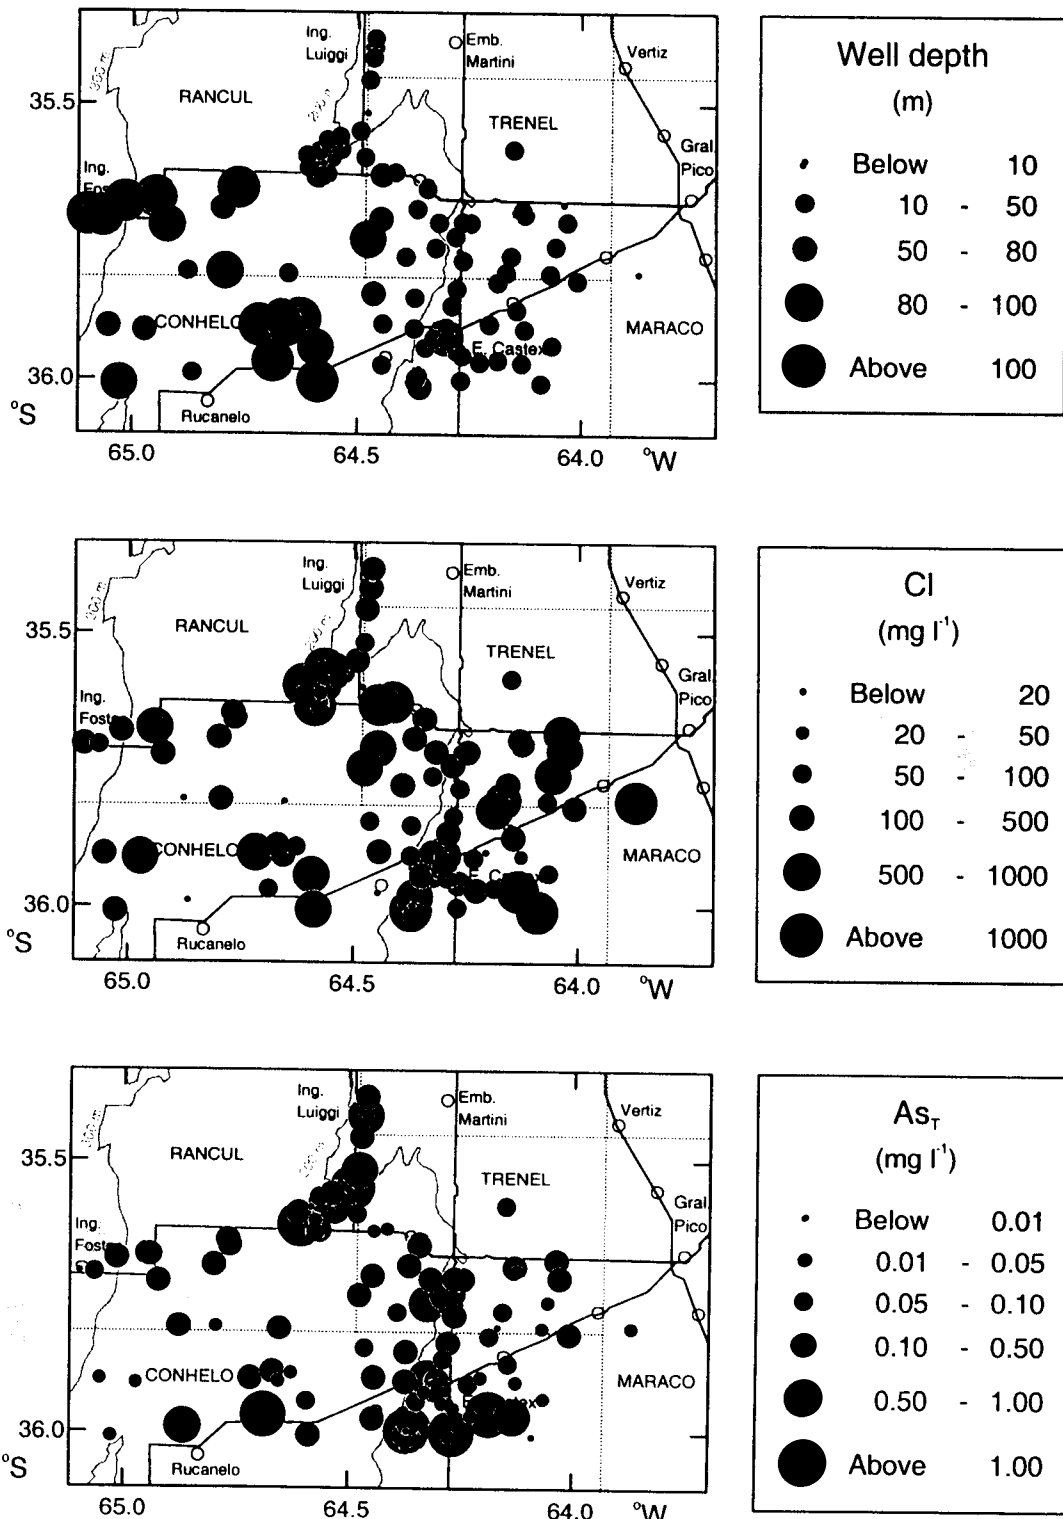 Ing.
Luiggi
Emb.
Martini
Vertiz
300 m
RANCUL
200 m
35.5
TRENEL
Gral.
Pico
Ing.
CONHELO
MARACO
E. Castex
36.0
Rucanelo
°S
65.0
64.5
64.0
°W
Well depth
(m)
Below 10
10 - 50
50 - 80
80 - 100
Above 100
Ing.
Luiggi
Emb.
Martini
Vertiz
300 m
RANCUL
200 m
35.5
TRENEL
Gral.
Pico
Ing.
CONHELO
MARACO
36.0
Rucanelo
°S
65.0
64.5
64.0
°W
Cl
(mg l⁻¹)
Below 20
20 - 50
50 - 100
100 - 500
500 - 1000
Above 1000
Ing.
Luiggi
Emb.
Martini
Vertiz
300 m
RANCUL
200 m
35.5
TRENEL
Gral.
Pico
Ing.
CONHELO
MARACO
36.0
Rucanelo
°S
65.0
64.5
64.0
°W
As_T
(mg l⁻¹)
Below 0.01
0.01 - 0.05
0.05 - 0.10
0.10 - 0.50
0.50 - 1.00
Above 1.00